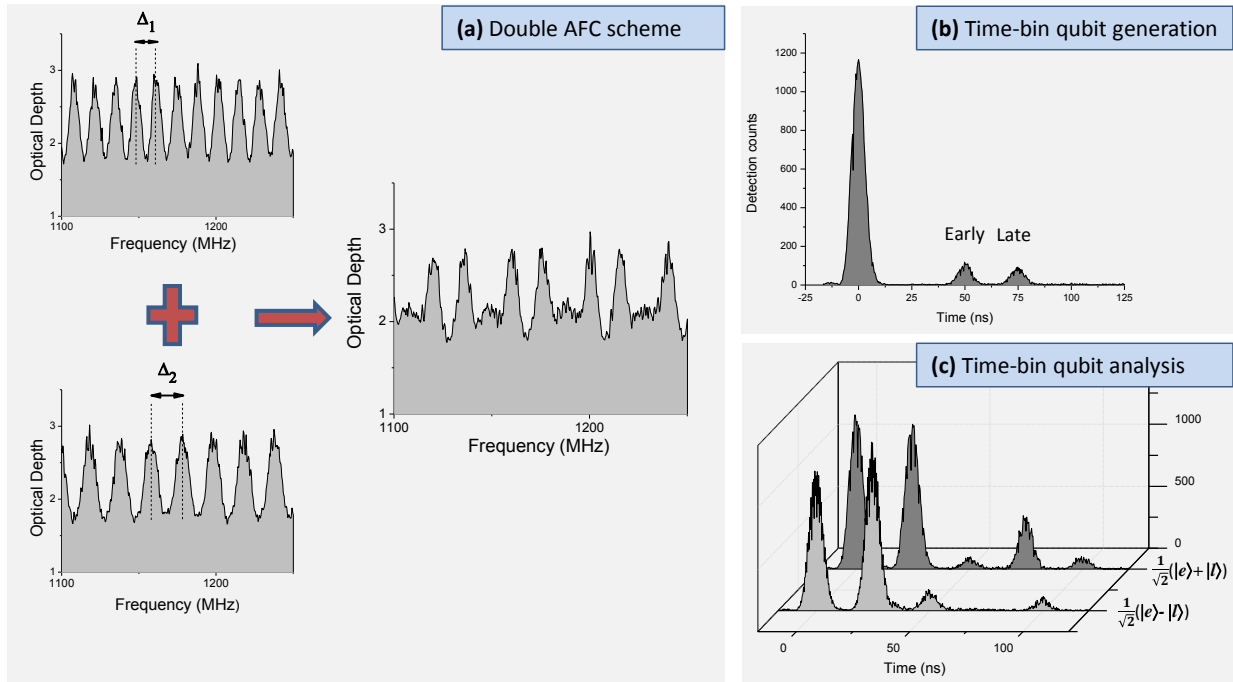 (a) Double AFC scheme
Δ1
3
2
1
Optical Depth
1100
1200
Frequency (MHz)
Δ2
3
2
1
Optical Depth
1100
1200
Frequency (MHz)
3
2
1
Optical Depth
1100
1200
Frequency (MHz)
(b) Time-bin qubit generation
1200
1000
800
600
400
200
0
Detection counts
Early Late
-25 0 25 50 75 100 125
Time (ns)
(c) Time-bin qubit analysis
1000
500
0
1/√2(|e⟩+|l⟩)
1/√2(|e⟩-|l⟩)
0 50 100
Time (ns)